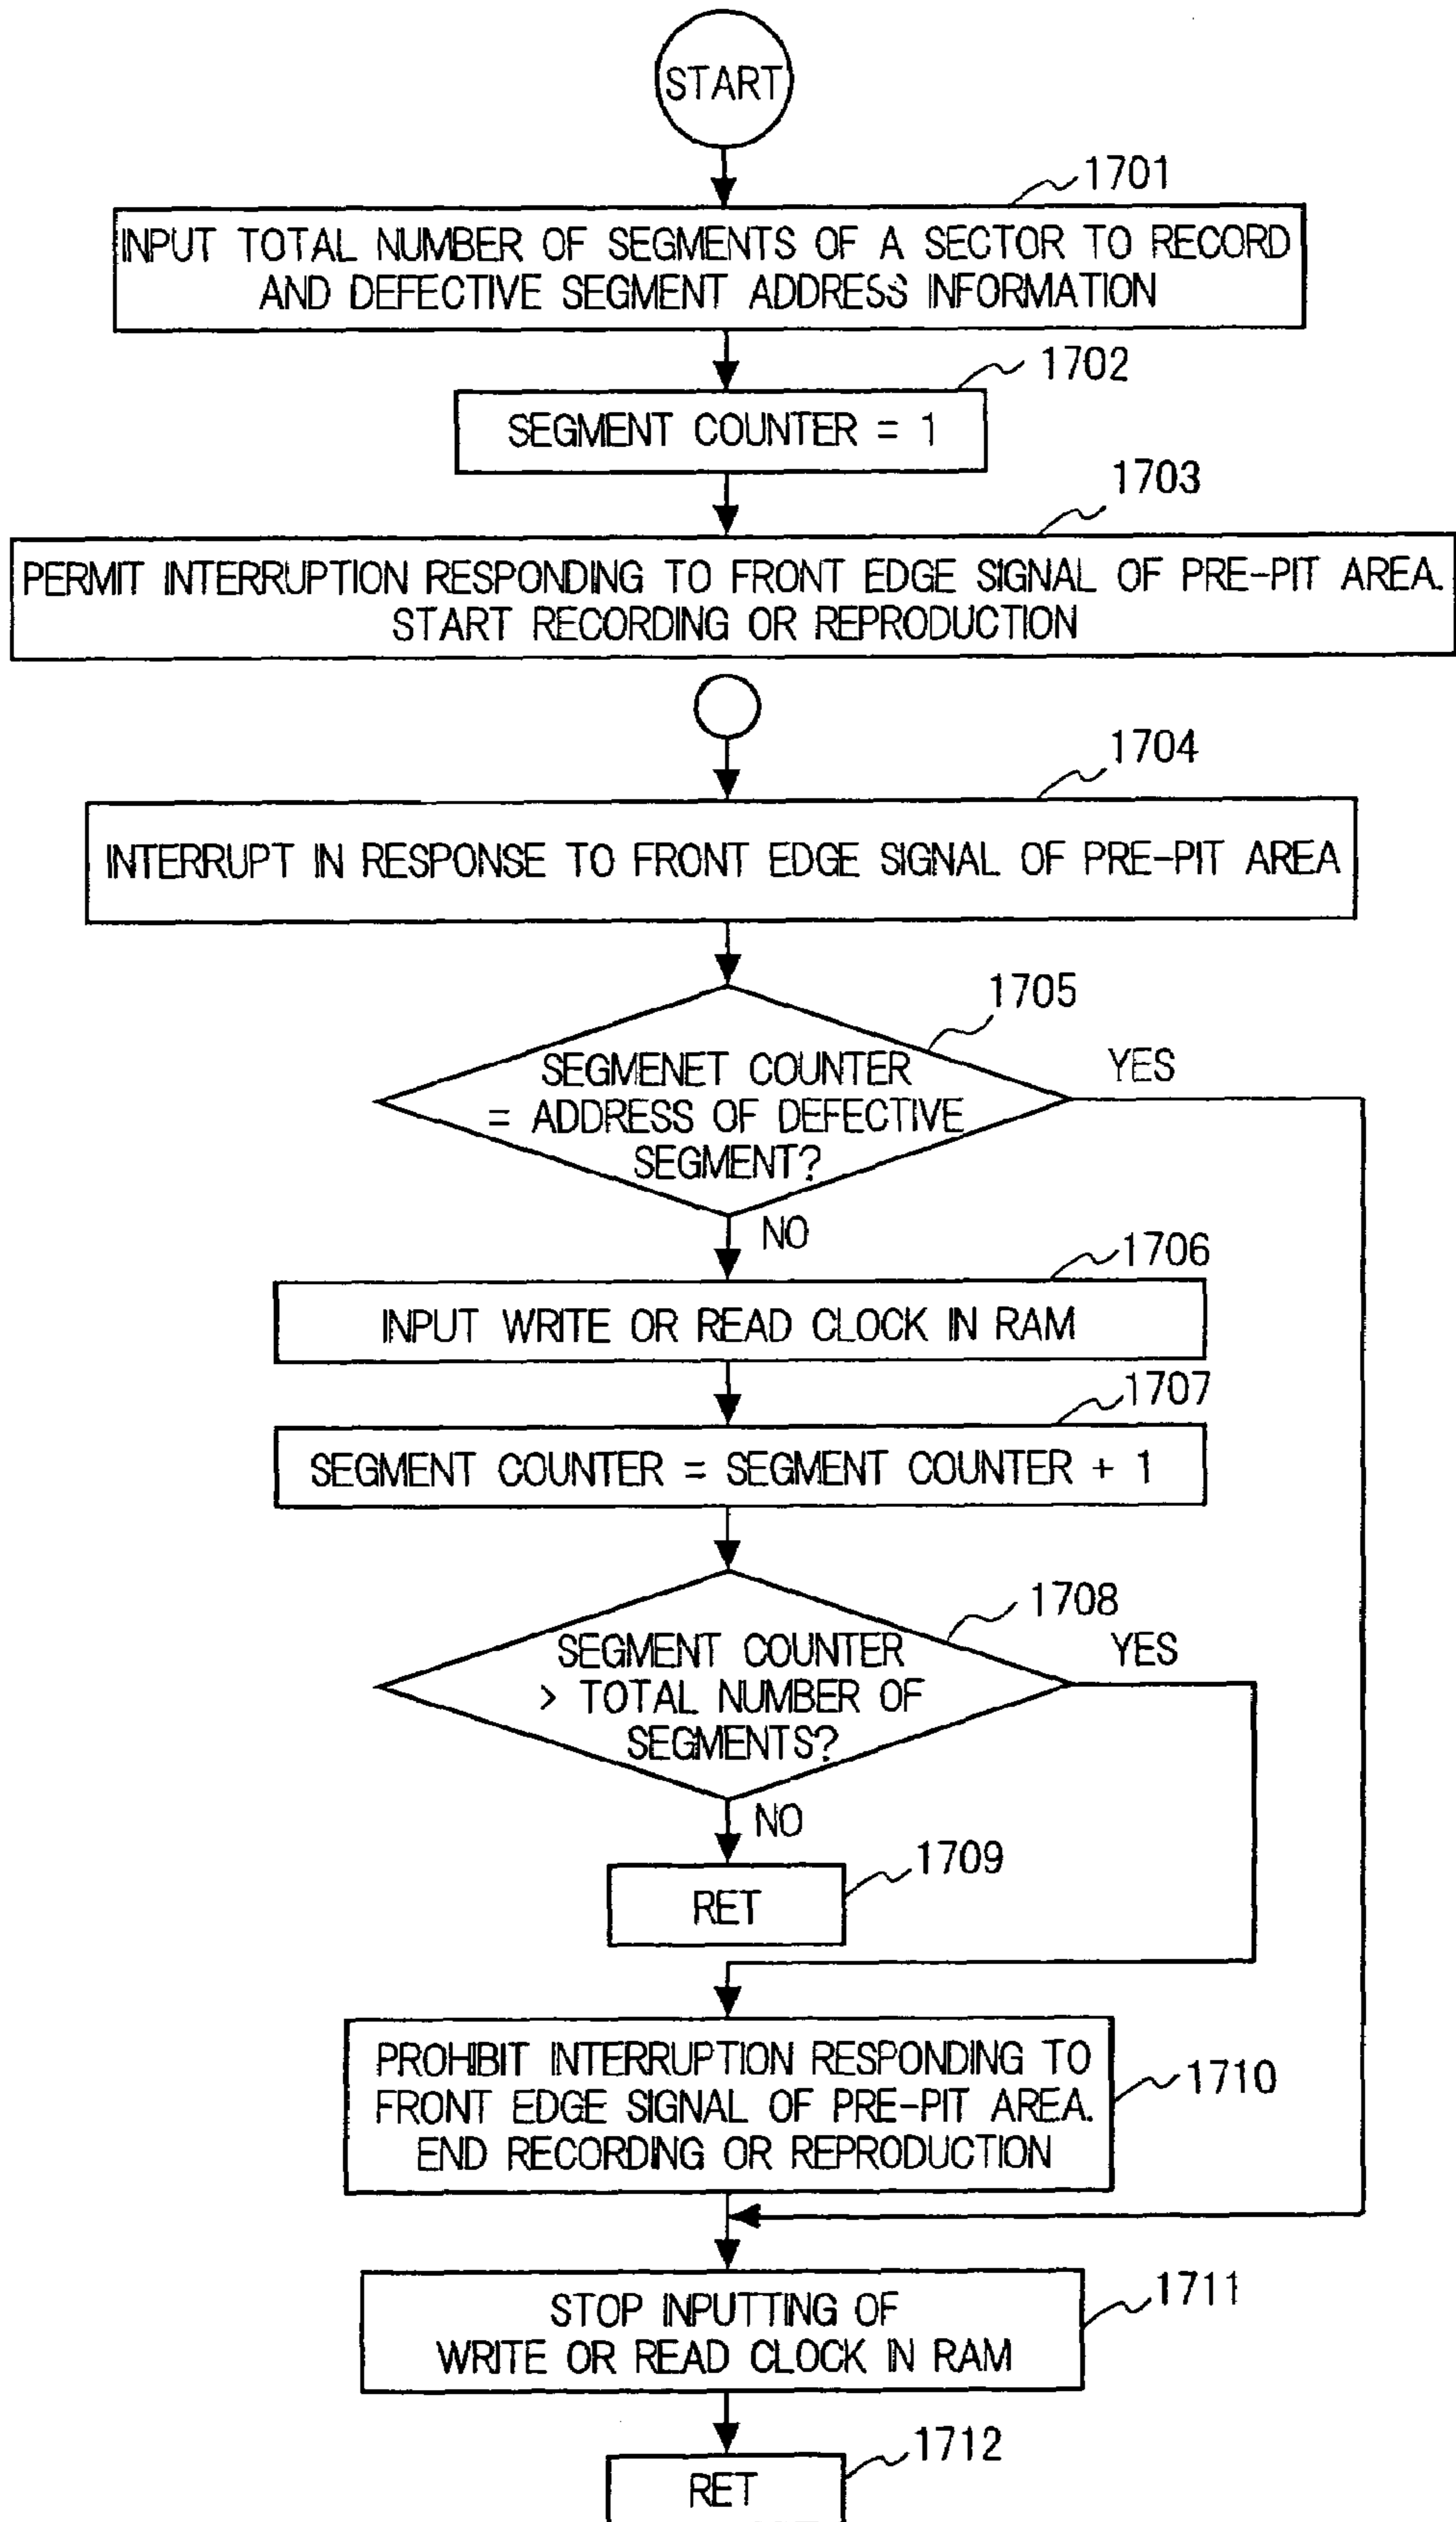 START
1701
INPUT TOTAL NUMBER OF SEGMENTS OF A SECTOR TO RECORD
AND DEFECTIVE SEGMENT ADDRESS INFORMATION
1702
SEGMENT COUNTER = 1
1703
PERMIT INTERRUPTION RESPONDING TO FRONT EDGE SIGNAL OF PRE-PIT AREA.
START RECORDING OR REPRODUCTION
1704
INTERRUPT IN RESPONSE TO FRONT EDGE SIGNAL OF PRE-PIT AREA
1705
SEGMENET COUNTER
= ADDRESS OF DEFECTIVE
SEGMENT?
YES
NO
1706
INPUT WRITE OR READ CLOCK IN RAM
1707
SEGMENT COUNTER = SEGMENT COUNTER + 1
1708
SEGMENT COUNTER
> TOTAL NUMBER OF
SEGMENTS?
YES
NO
1709
RET
PROHIBIT INTERRUPTION RESPONDING TO
FRONT EDGE SIGNAL OF PRE-PIT AREA.
END RECORDING OR REPRODUCTION
1710
1711
STOP INPUTTING OF
WRITE OR READ CLOCK IN RAM
1712
RET